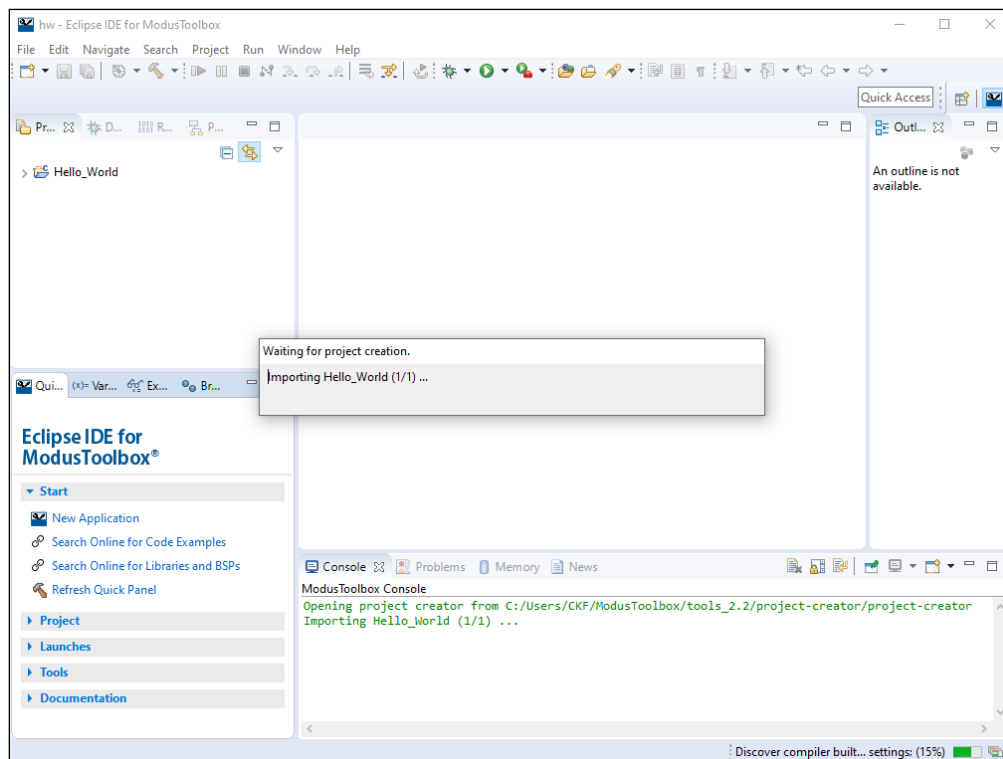 hw - Eclipse IDE for ModusToolbox
File Edit Navigate Search Project Run Window Help
Quick Access
Pr... D... R... P...
Outl...
Hello_World
An outline is not
available.
Waiting for project creation.
Importing Hello_World (1/1) ...
Qui... (x)= Var... Ex... Br...
Eclipse IDE for
ModusToolbox®
Start
New Application
Search Online for Code Examples
Search Online for Libraries and BSPs
Refresh Quick Panel
Project
Launches
Tools
Documentation
Console Problems Memory News
ModusToolbox Console
Opening project creator from C:/Users/CKF/ModusToolbox/tools_2.2/project-creator/project-creator
Importing Hello_World (1/1) ...
Discover compiler built... settings: (15%)